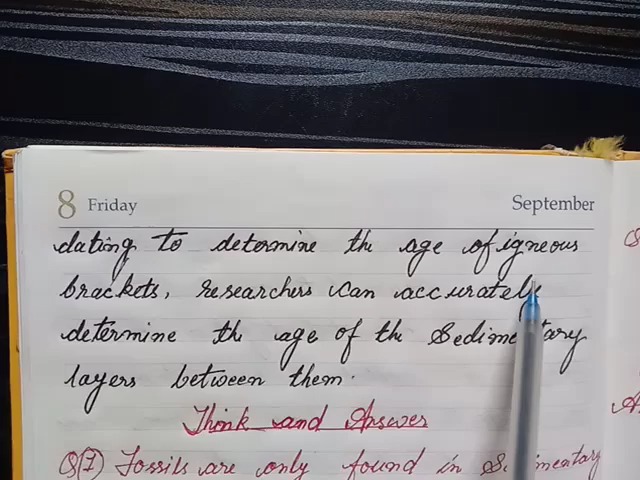 8 Friday September
dating to determine the age of igneous
brackets, researchers can accurately
determine the age of the Sedimentary
layers between them.
Think and Answer
Q(1) Fossils are only found in Sedimentary